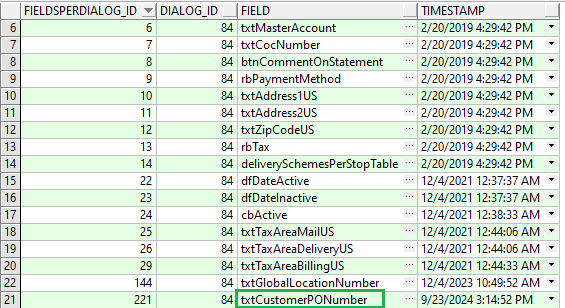 FIELDSPERDIALOG_ID DIALOG_ID FIELD TIMESTAMP
6 6 84 txtMasterAccount ... 2/20/2019 4:29:42 PM
7 7 84 txtCocNumber ... 2/20/2019 4:29:42 PM
8 8 84 btnCommentOnStatement ... 2/20/2019 4:29:42 PM
9 9 84 rbPaymentMethod ... 2/20/2019 4:29:42 PM
10 10 84 txtAddress1US ... 2/20/2019 4:29:42 PM
11 11 84 txtAddress2US ... 2/20/2019 4:29:42 PM
12 12 84 txtZipCodeUS ... 2/20/2019 4:29:42 PM
13 13 84 rbTax ... 2/20/2019 4:29:42 PM
14 14 84 deliverySchemesPerStopTable ... 2/20/2019 4:29:42 PM
15 22 84 dfDateActive ... 12/4/2021 12:37:37 AM
16 23 84 dfDateInactive ... 12/4/2021 12:37:37 AM
17 24 84 cbActive ... 12/4/2021 12:38:33 AM
18 25 84 txtTaxAreaMailUS ... 12/4/2021 12:44:06 AM
19 26 84 txtTaxAreaDeliveryUS ... 12/4/2021 12:44:06 AM
20 29 84 txtTaxAreaBillingUS ... 12/4/2021 12:44:33 AM
22 144 84 txtGlobalLocationNumber ... 12/4/2023 10:49:52 AM
21 221 84 txtCustomerPONumber ... 9/23/2024 3:14:52 PM